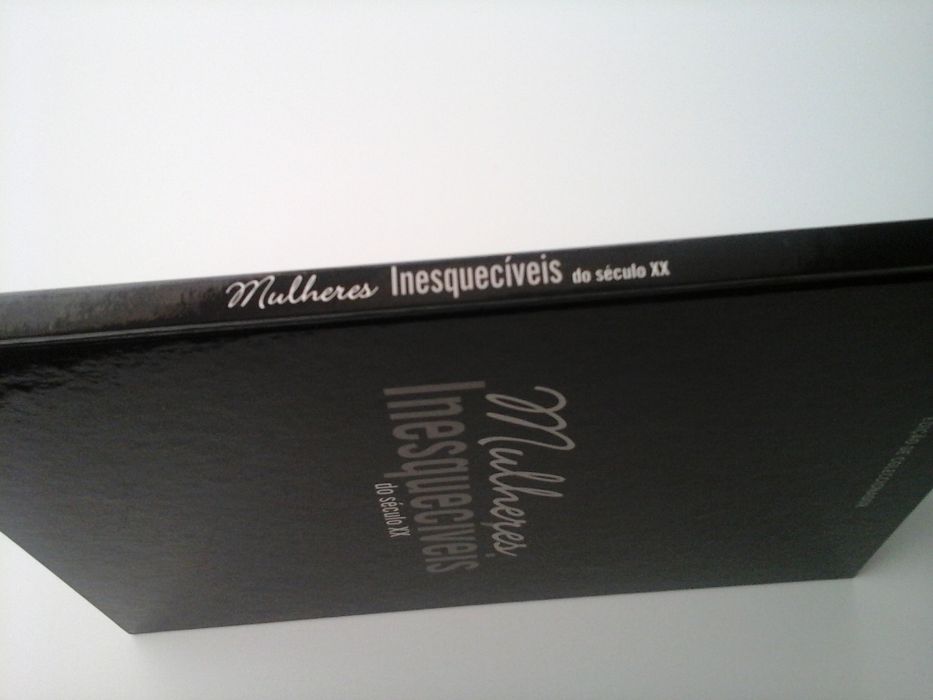 Mulheres Inesquecíveis do século XX
Mulheres
Inesquecíveis
do século XX